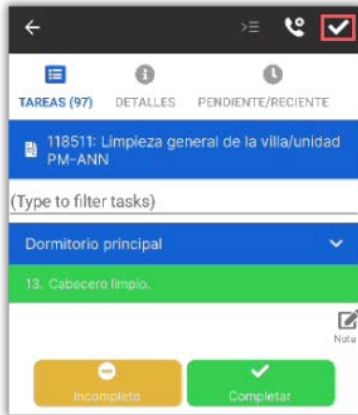 TAREAS (97) DETALLES PENDIENTE/RECIENTE
118511: Limpieza general de la villa/unidad
PM-ANN
(Type to filter tasks)
Dormitorio principal
13. Cabecero limpio.
Nota
Incompleto Completar